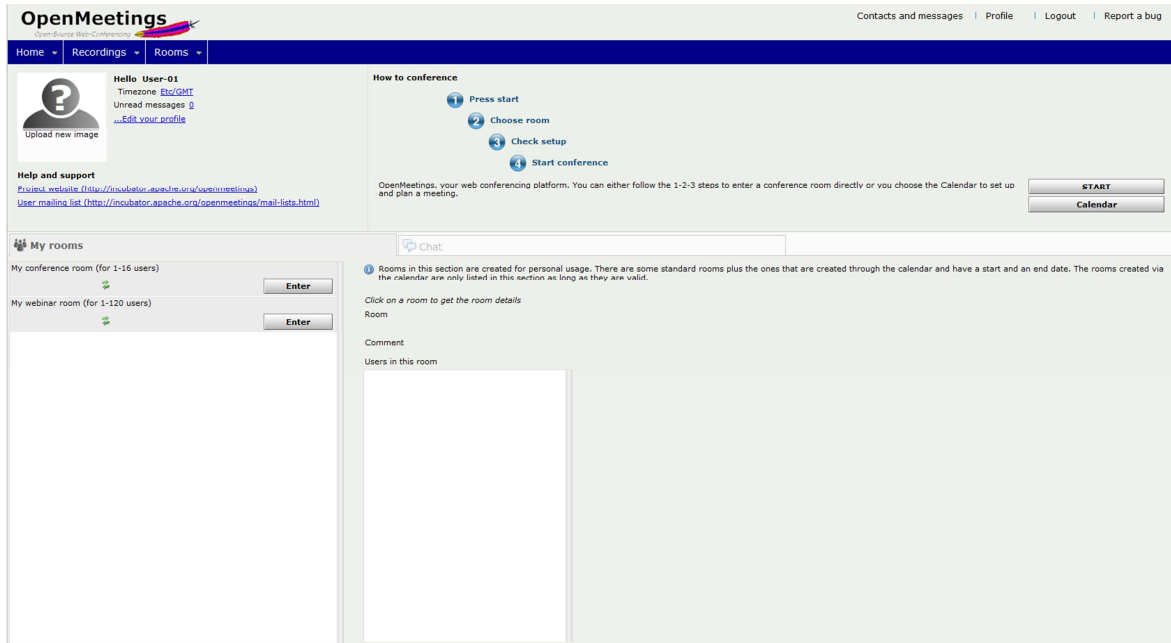 OpenMeetings
Open-Source Web-Conferencing
Contacts and messages | Profile | Logout | Report a bug
Home Recordings Rooms
Hello User-01
Timezone Etc/GMT
Unread messages 0
...Edit your profile
Upload new image
Help and support
Project website (http://incubator.apache.org/openmeetings)
User mailing list (http://incubator.apache.org/openmeetings/mail-lists.html)
How to conference
1 Press start
2 Choose room
3 Check setup
4 Start conference
OpenMeetings, your web conferencing platform. You can either follow the 1-2-3 steps to enter a conference room directly or you choose the Calendar to set up
and plan a meeting.
START
Calendar
My rooms
Chat
My conference room (for 1-16 users)
Enter
My webinar room (for 1-120 users)
Enter
Rooms in this section are created for personal usage. There are some standard rooms plus the ones that are created through the calendar and have a start and an end date. The rooms created via
the calendar are only listed in this section as long as they are valid.
Click on a room to get the room details
Room
Comment
Users in this room